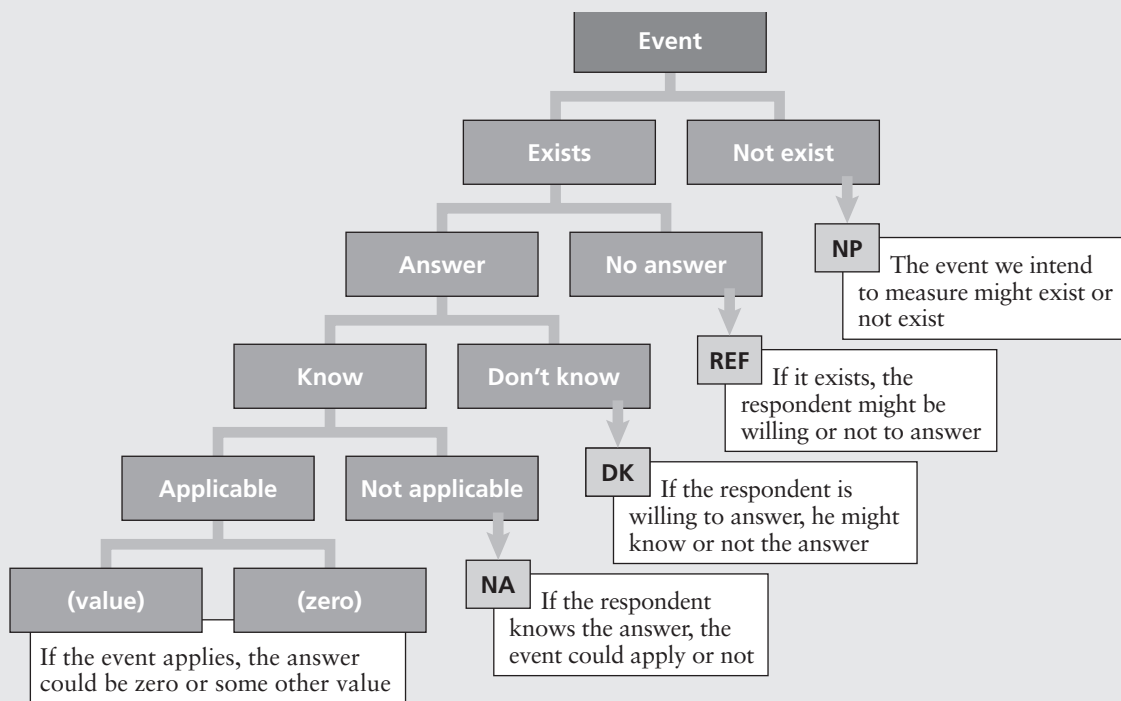 Event
Exists
Not exist
NP
The event we intend
to measure might exist or
not exist
Answer
No answer
REF
If it exists, the
respondent might be
willing or not to answer
Know
Don't know
DK
If the respondent is
willing to answer, he might
know or not the answer
Applicable
Not applicable
NA
If the respondent
knows the answer, the
event could apply or not
(value)
(zero)
If the event applies, the answer
could be zero or some other value